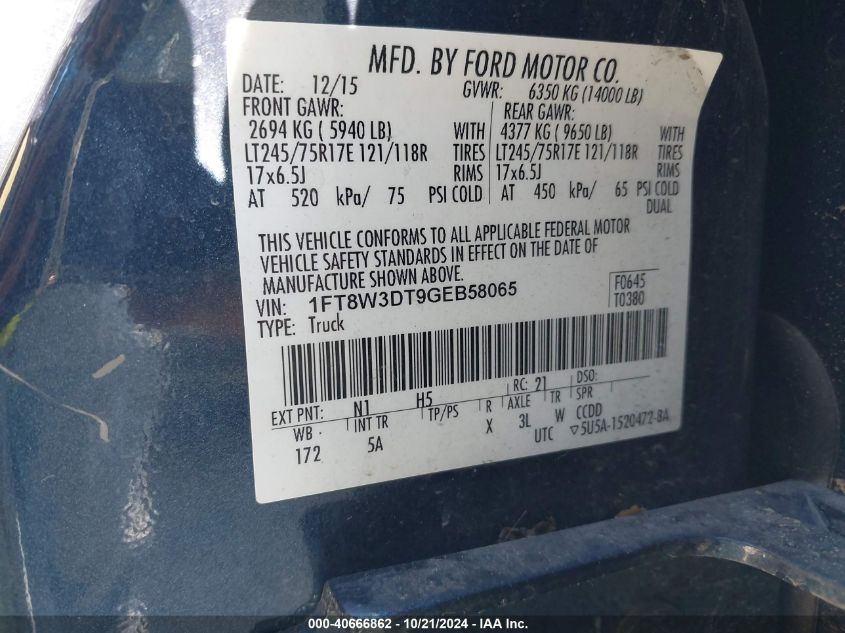 MFD. BY FORD MOTOR CO.
DATE: 12/15 GVWR: 6350 KG (14000 LB)
FRONT GAWR: REAR GAWR:
2694 KG ( 5940 LB) WITH 4377 KG ( 9650 LB) WITH
LT245/75R17E 121/118R TIRES LT245/75R17E 121/118R TIRES
17x6.5J RIMS 17x6.5J RIMS
AT 520 kPa/ 75 PSI COLD AT 450 kPa/ 65 PSI COLD
DUAL
THIS VEHICLE CONFORMS TO ALL APPLICABLE FEDERAL MOTOR
VEHICLE SAFETY STANDARDS IN EFFECT ON THE DATE OF
MANUFACTURE SHOWN ABOVE.
VIN: 1FT8W3DT9GEB58065 F0645
TYPE: Truck T0380
EXT PNT: N1 H5 RC: 21 DSO:
WB INT TR TP/PS R AXLE TR SPR
172 5A X 3L W CCDD
UTC ▽5U5A-1520472-BA
000-40666862 - 10/21/2024 - IAA Inc.